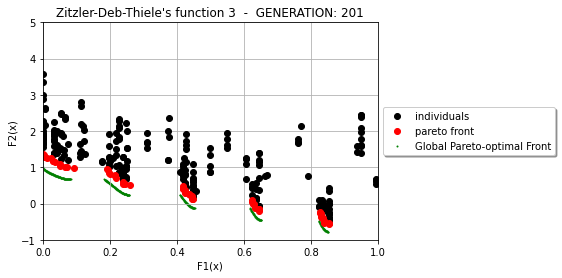 Zitzler-Deb-Thiele's function 3 - GENERATION: 201
5
4
3
2
1
0
−1
F2(x)
0.0 0.2 0.4 0.6 0.8 1.0
F1(x)
individuals
pareto front
Global Pareto-optimal Front